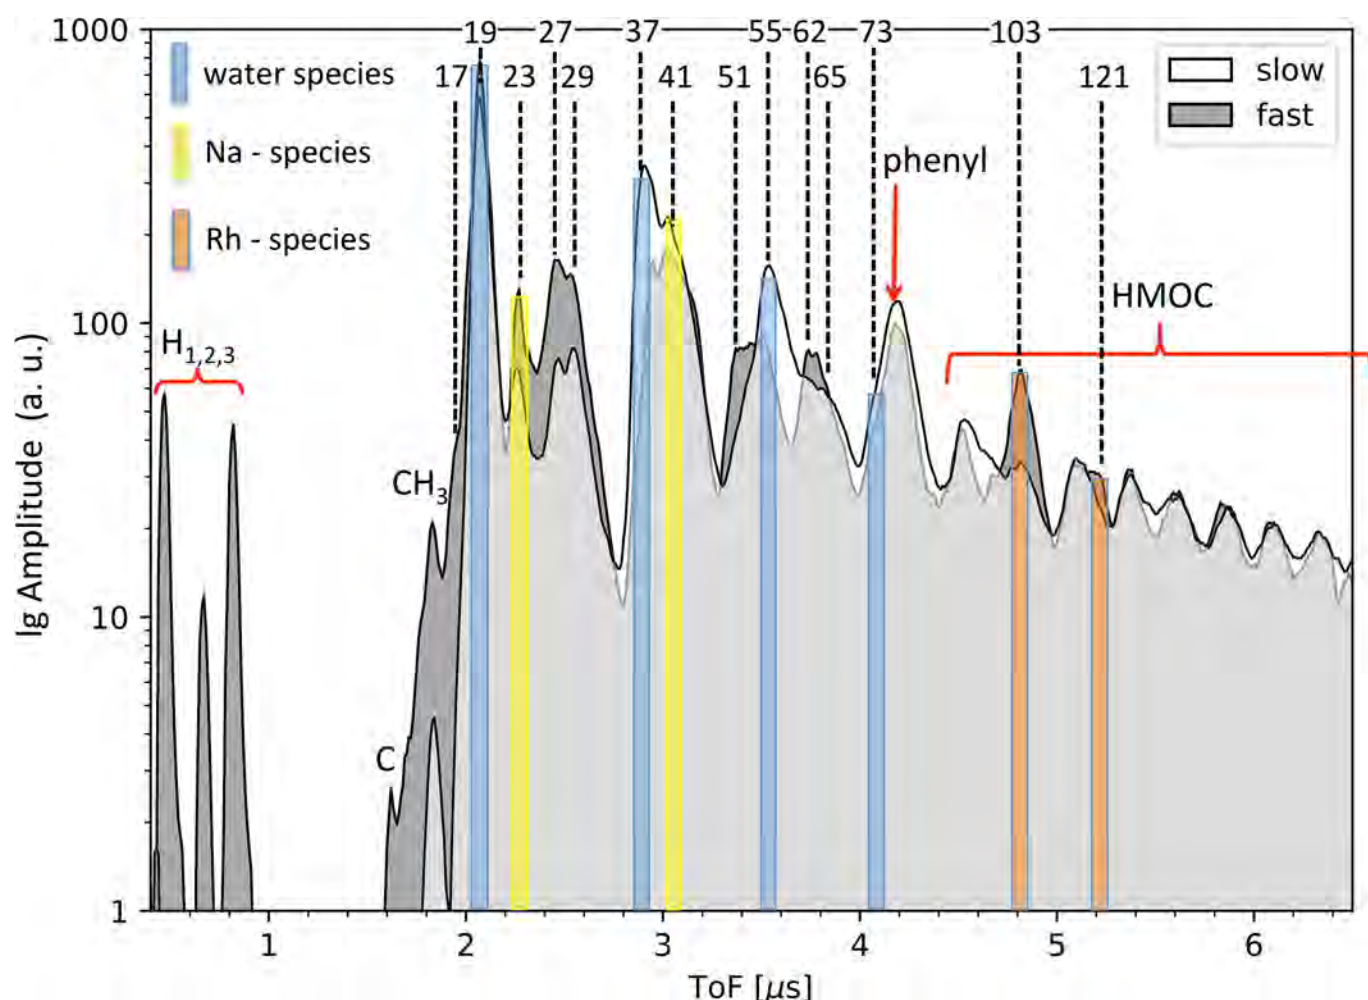 1000
100
10
1
lg Amplitude (a. u.)
water species
Na - species
Rh - species
19 27 37 55 62 73 103
17 23 29 41 51 65 121
slow
fast
phenyl
HMOC
H1,2,3
CH3
C
1 2 3 4 5 6
ToF [μs]